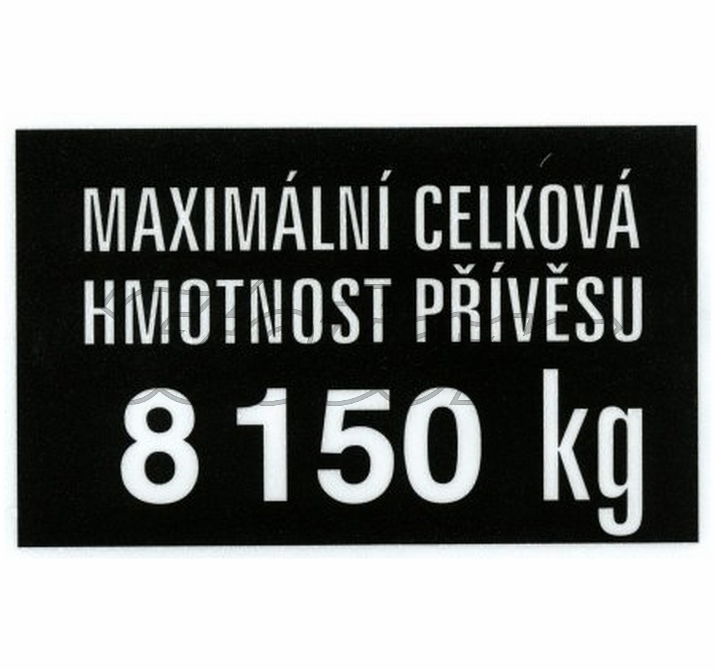 MAXIMÁLNÍ CELKOVÁ
HMOTNOST PŘÍVĚSU
8 150 kg